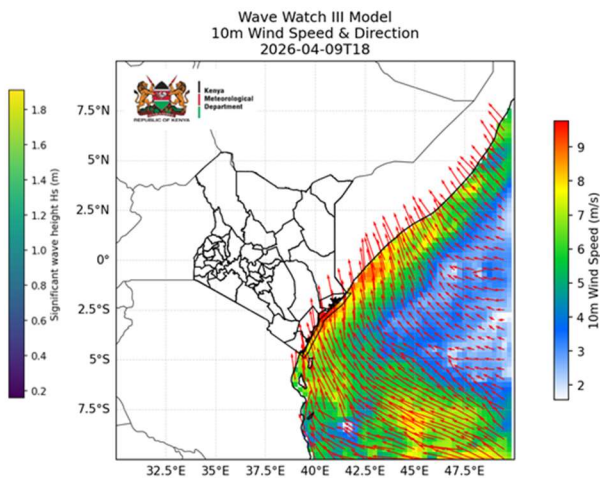 Wave Watch III Model
10m Wind Speed & Direction
2026-04-09T18
Kenya
Meteorological
Department
REPUBLIC OF KENYA
7.5°N
5°N
2.5°N
0°
2.5°S
5°S
7.5°S
32.5°E 35°E 37.5°E 40°E 42.5°E 45°E 47.5°E
1.8
1.6
1.4
1.2
1.0
0.8
0.6
0.4
0.2
Significant wave height Hs (m)
9
8
7
6
5
4
3
2
10m Wind Speed (m/s)